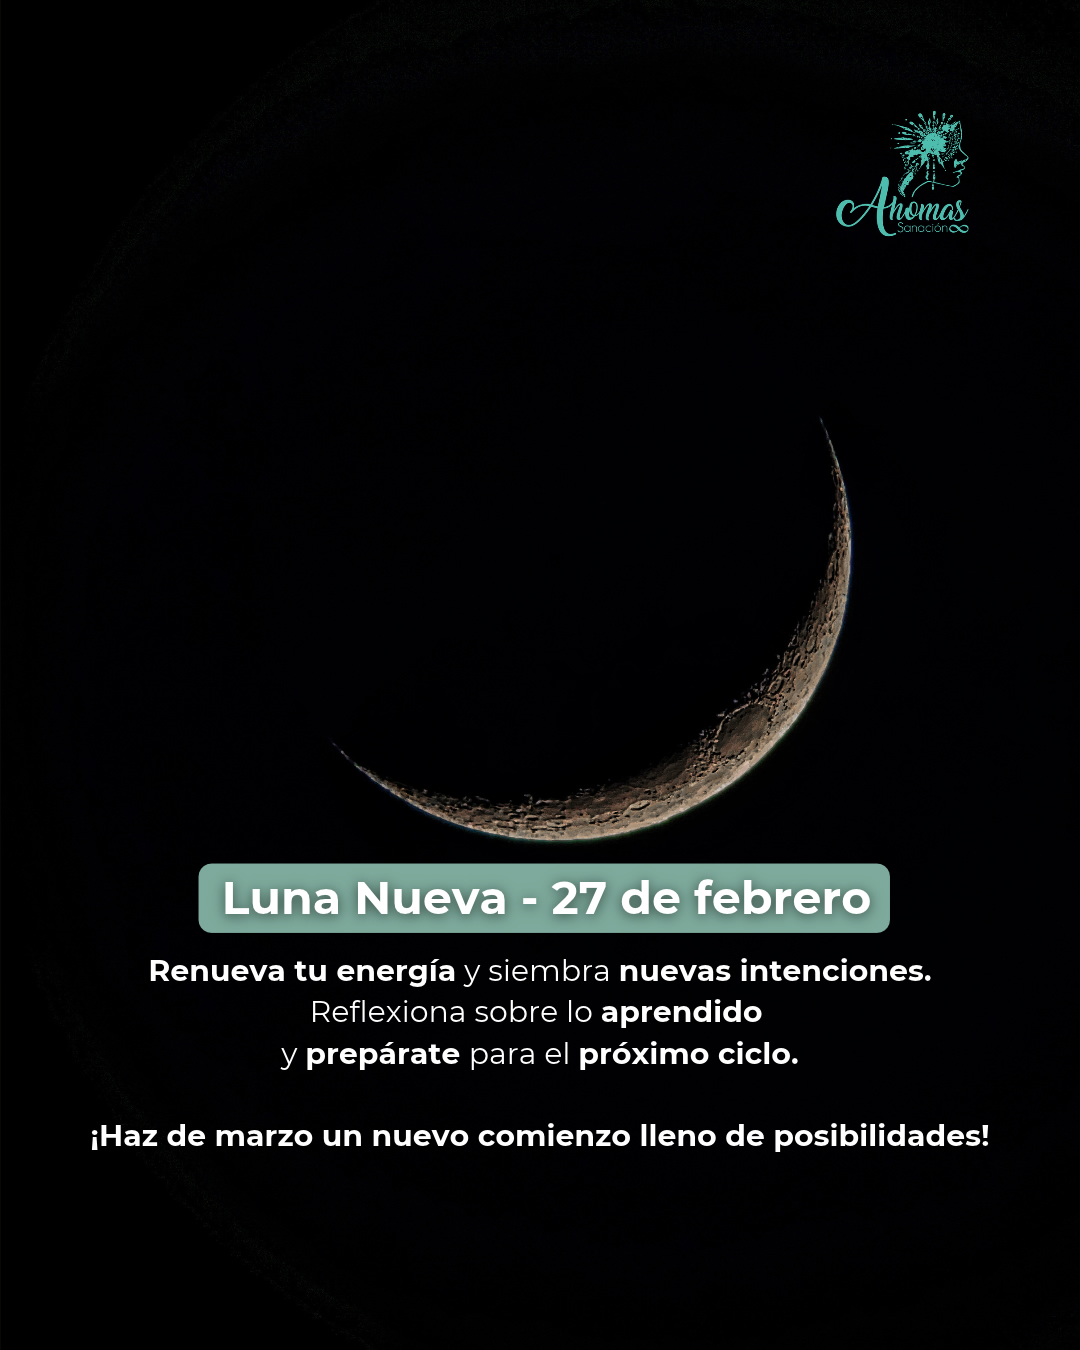 Ahomas
Sanación
Luna Nueva - 27 de febrero
Renueva tu energía y siembra nuevas intenciones.
Reflexiona sobre lo aprendido
y prepárate para el próximo ciclo.
¡Haz de marzo un nuevo comienzo lleno de posibilidades!